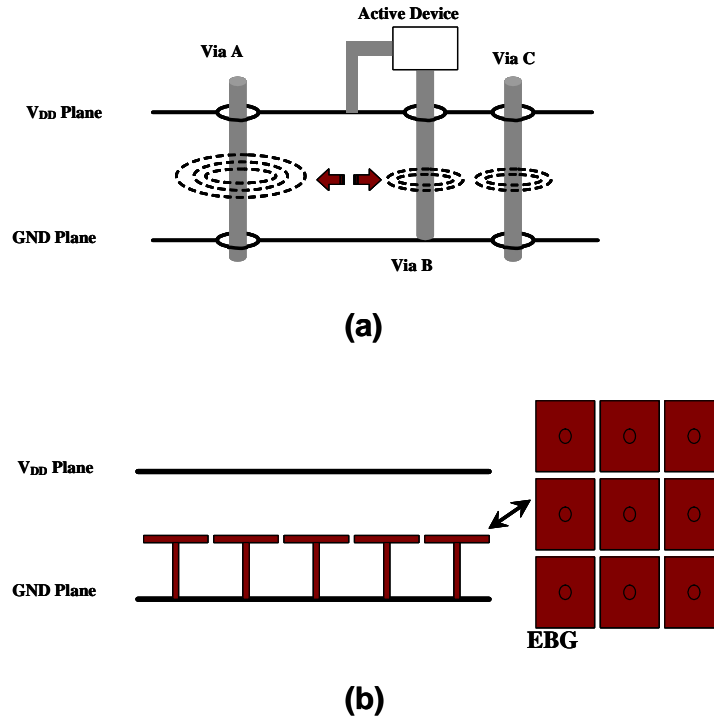 Active Device
Via A
Via C
VDD Plane
GND Plane
Via B
(a)
VDD Plane
GND Plane
EBG
(b)